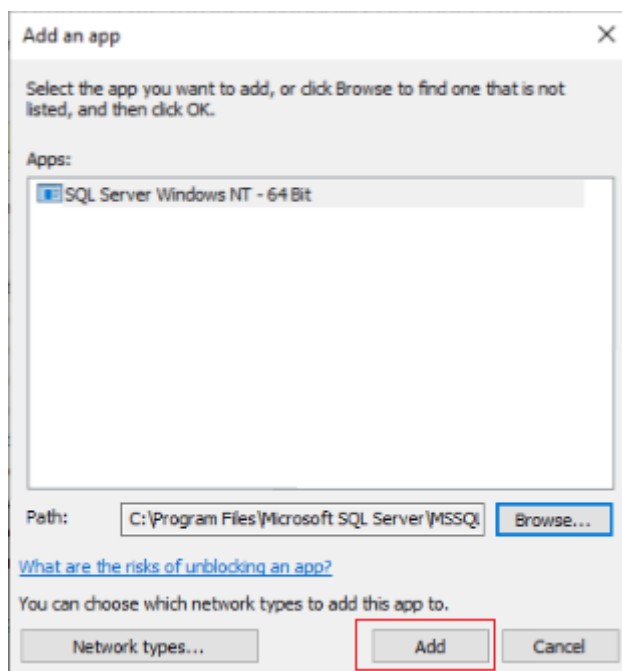 Add an app
Select the app you want to add, or click Browse to find one that is not
listed, and then click OK.
Apps:
SQL Server Windows NT - 64 Bit
Path:
C:\Program Files\Microsoft SQL Server\MSSQL
Browse...
What are the risks of unblocking an app?
You can choose which network types to add this app to.
Network types...
Add
Cancel